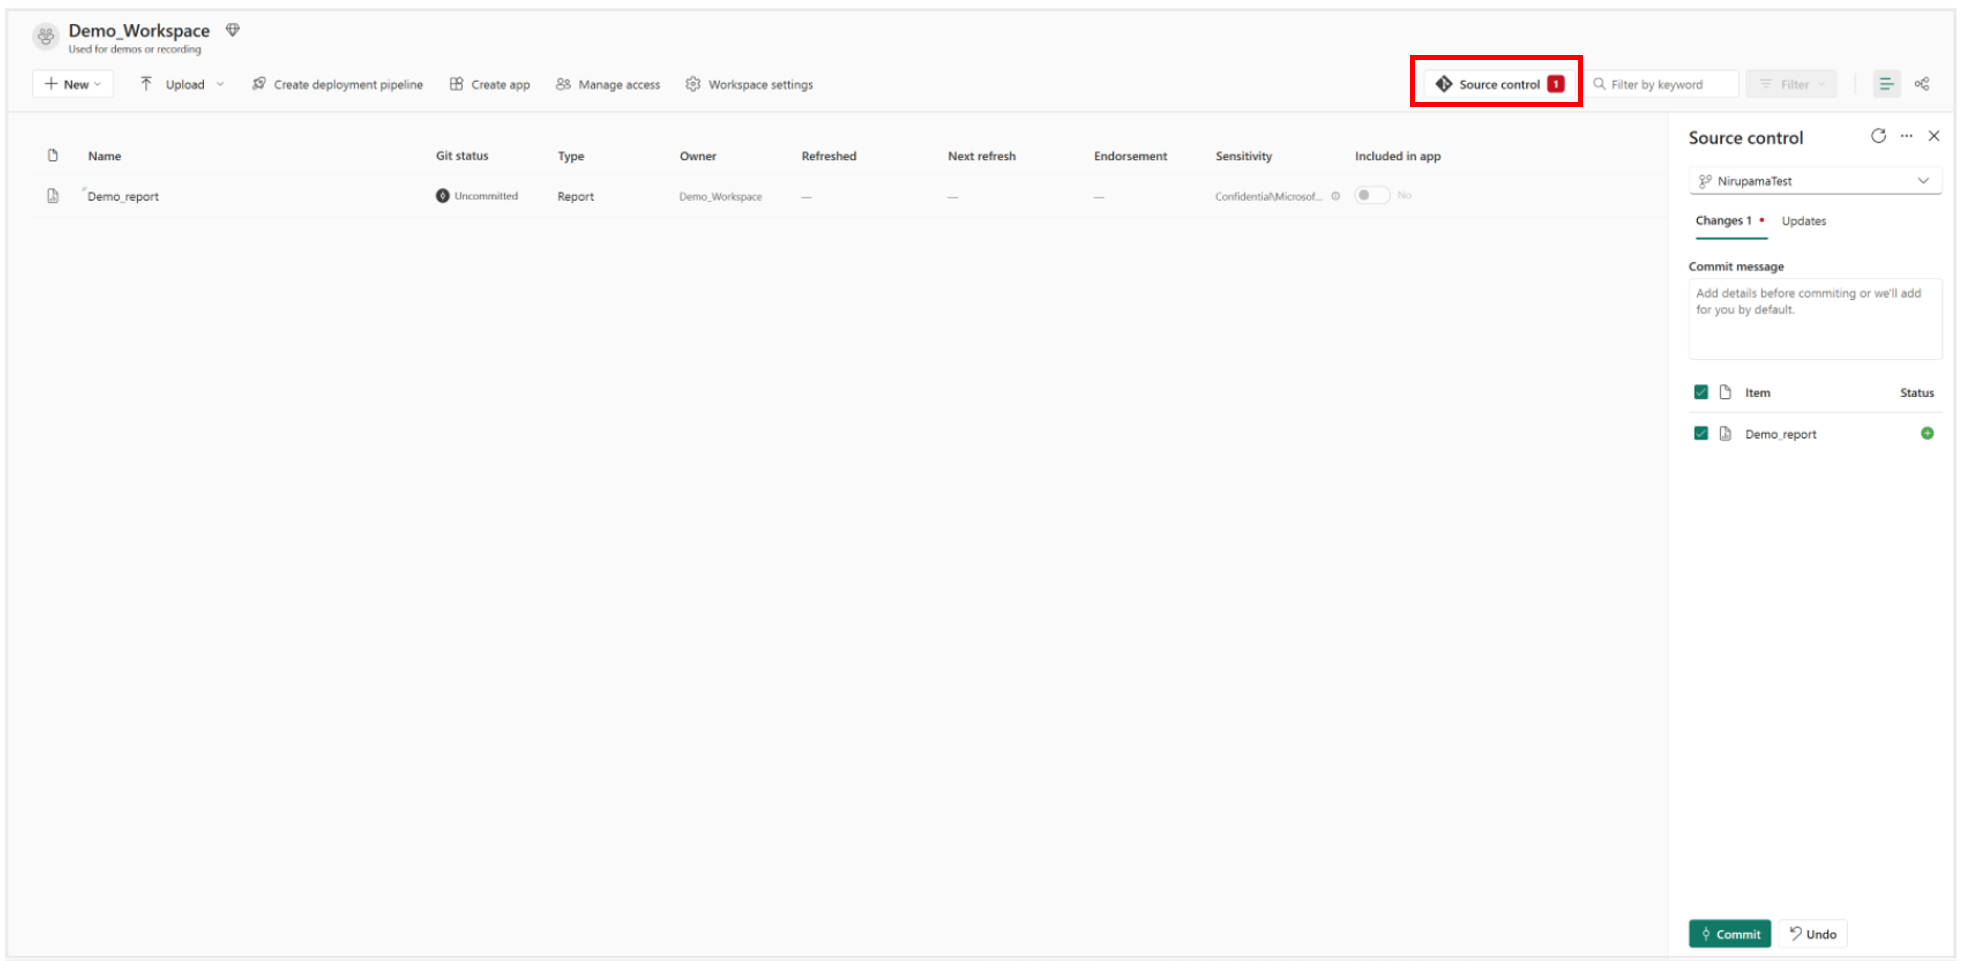 Demo_Workspace
Used for demos or recording
New
Upload
Create deployment pipeline
Create app
Manage access
Workspace settings
Source control 1
Filter by keyword
Filter
Name Git status Type Owner Refreshed Next refresh Endorsement Sensitivity Included in app
Demo_report Uncommitted Report Demo_Workspace — — — Confidential\Microsof... No
Source control
NirupamaTest
Changes 1 Updates
Commit message
Add details before commiting or we'll add
for you by default.
Item Status
Demo_report
Commit Undo